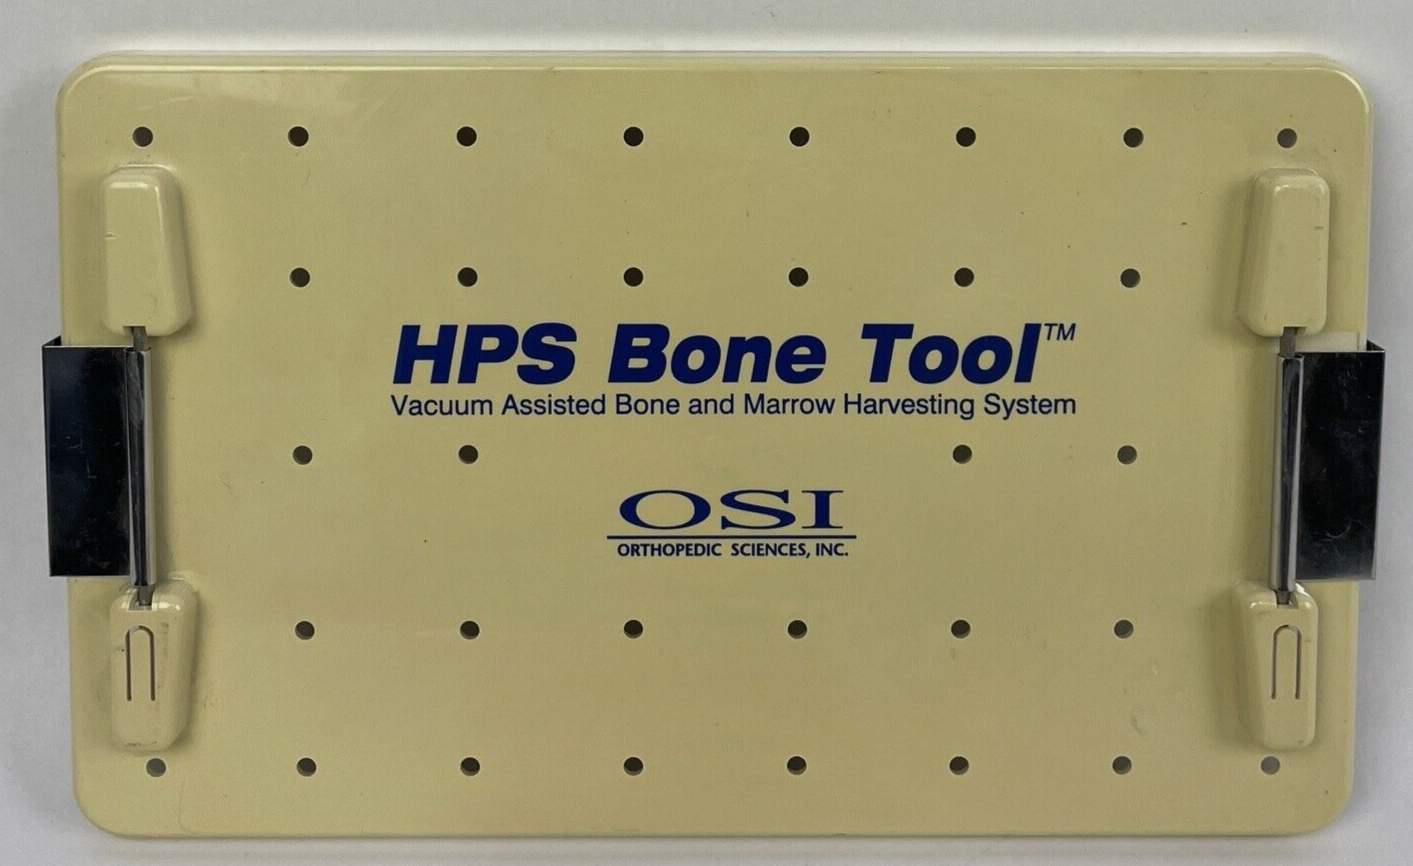 HPS Bone Tool™
Vacuum Assisted Bone and Marrow Harvesting System
OSI
ORTHOPEDIC SCIENCES, INC.